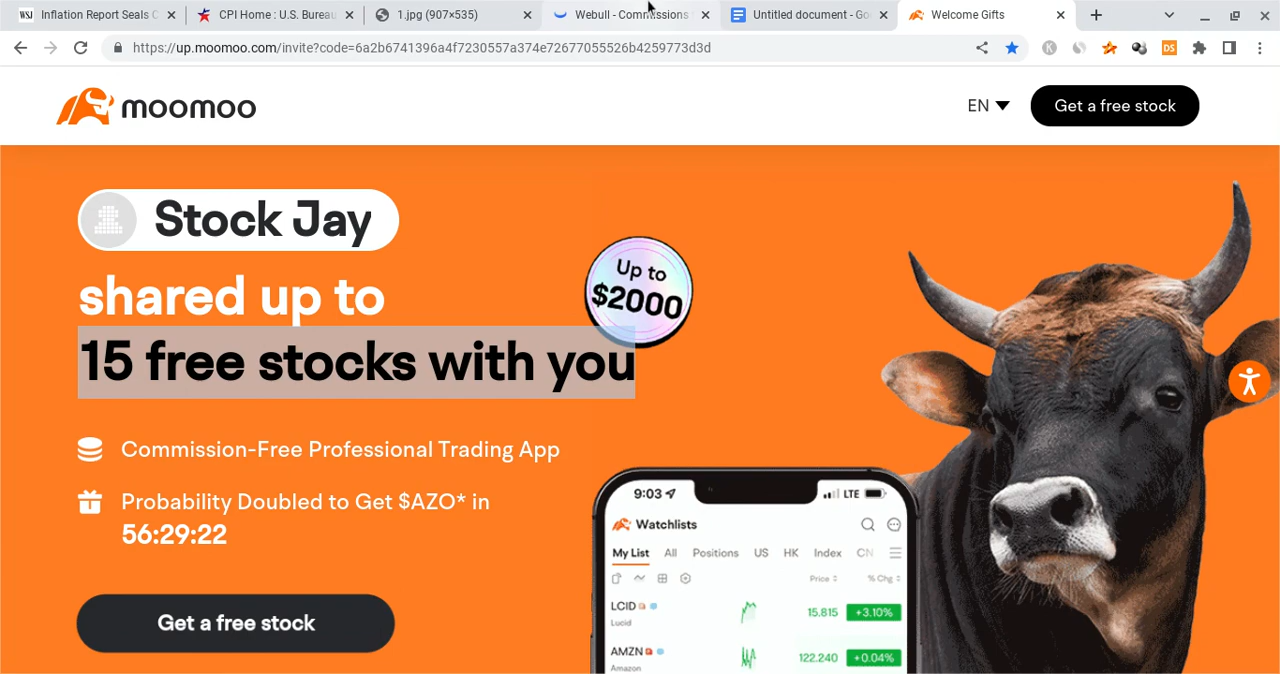 Inflation Report Seals C
CPI Home : U.S. Bureau
1.jpg (907×535)
Webull - Commissions
Untitled document - Go
Welcome Gifts
https://up.moomoo.com/invite?code=6a2b6741396a4f7230557a374e72677055526b4259773d3d
moomoo
EN
Get a free stock
Stock Jay
shared up to
15 free stocks with you
Up to
$2000
Commission-Free Professional Trading App
Probability Doubled to Get $AZO* in
56:29:22
Get a free stock
9:03
LTE
Watchlists
My List All Positions US HK Index CN
Price % Chg
LCID 15.815 +3.10%
Lucid
AMZN 122.240 +0.04%
Amazon